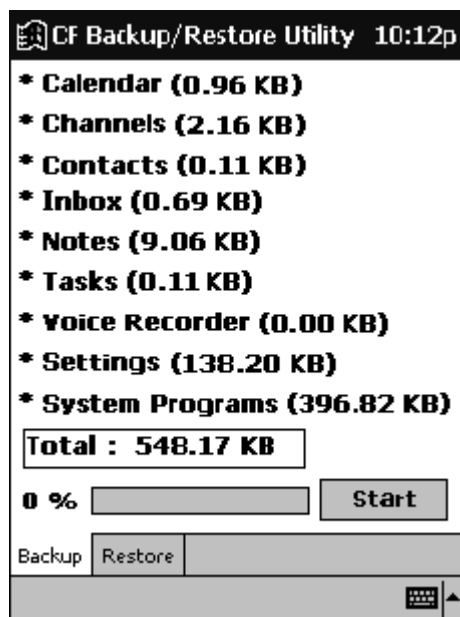 CF Backup/Restore Utility 10:12p
* Calendar (0.96 KB)
* Channels (2.16 KB)
* Contacts (0.11 KB)
* Inbox (0.69 KB)
* Notes (9.06 KB)
* Tasks (0.11 KB)
* Voice Recorder (0.00 KB)
* Settings (138.20 KB)
* System Programs (396.82 KB)
Total : 548.17 KB
0 % Start
Backup Restore